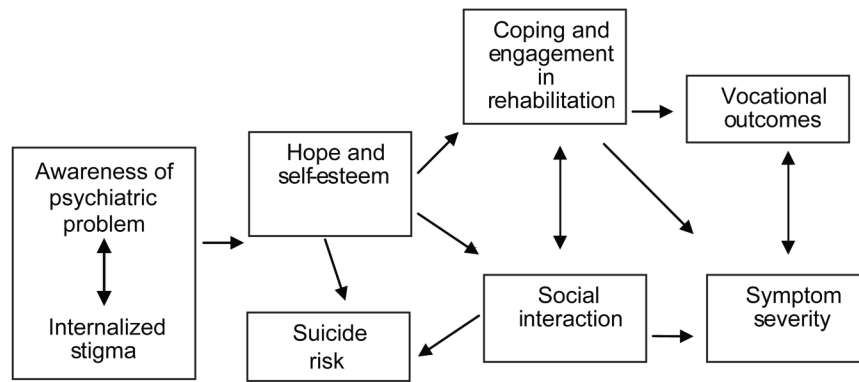 Awareness of
psychiatric
problem
Internalized
stigma
Hope and
self-esteem
Suicide
risk
Coping and
engagement
in
rehabilitation
Social
interaction
Vocational
outcomes
Symptom
severity